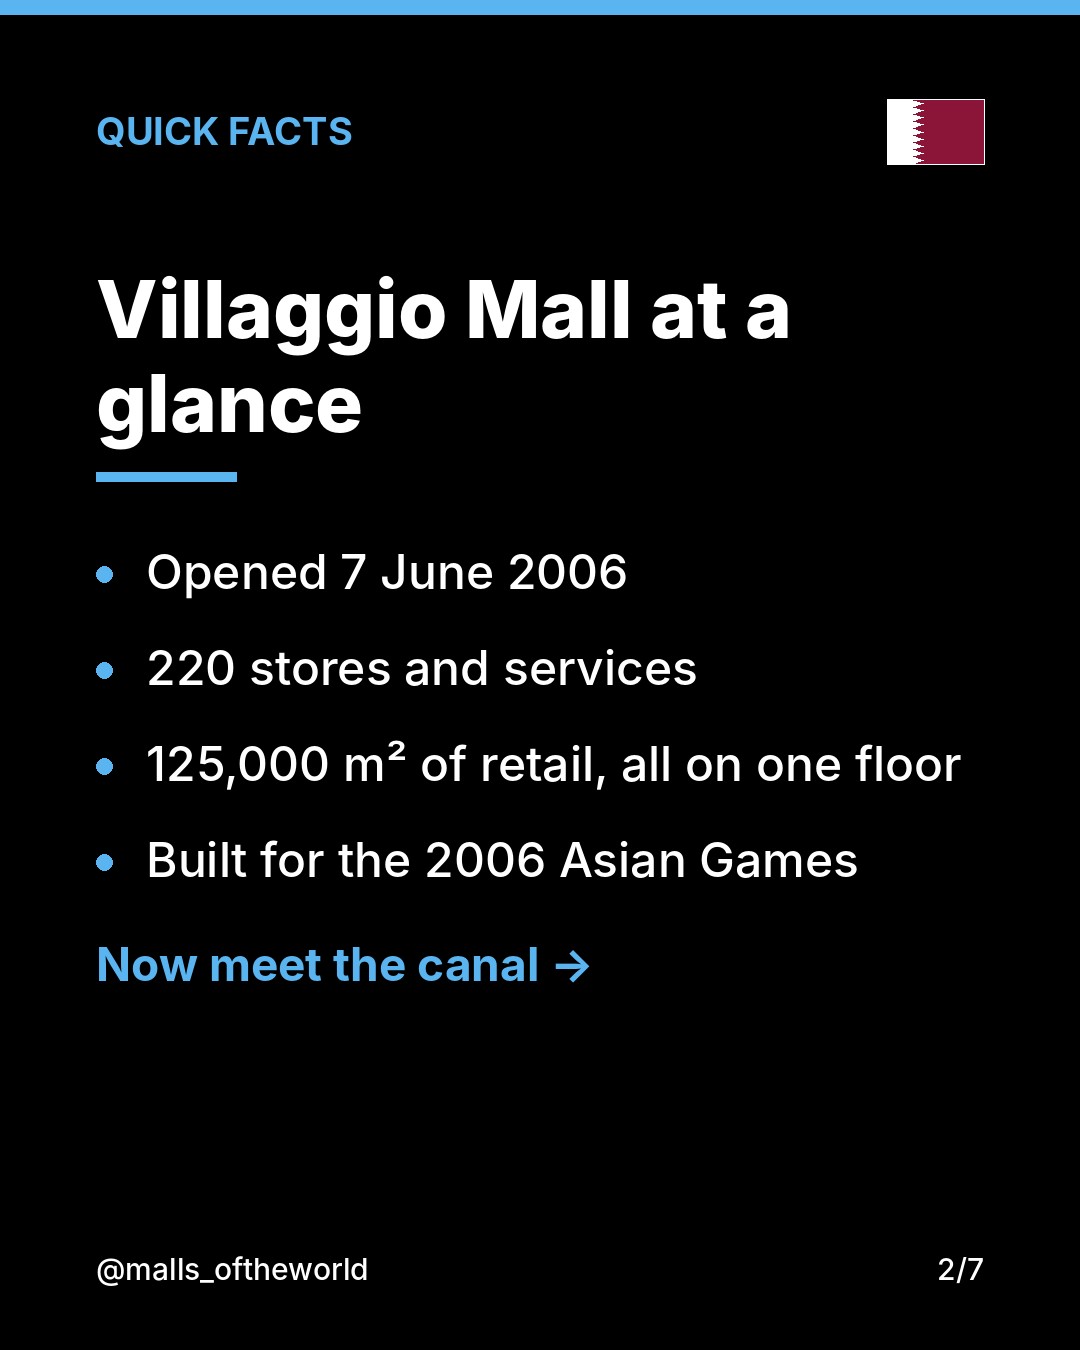 QUICK FACTS
Villaggio Mall at a
glance
• Opened 7 June 2006
• 220 stores and services
• 125,000 m² of retail, all on one floor
• Built for the 2006 Asian Games
Now meet the canal →
@malls_oftheworld
2/7